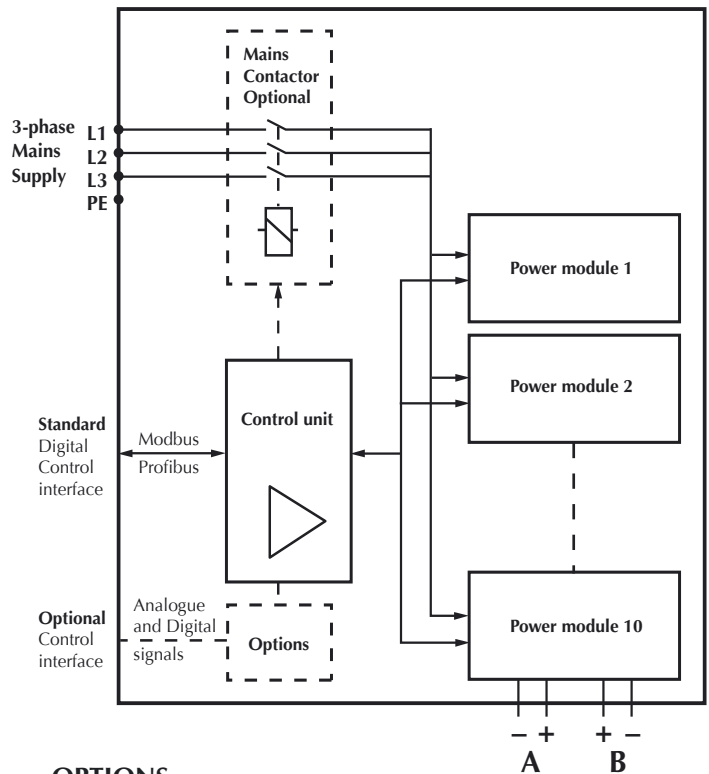 Mains
Contactor
Optional
3-phase L1
Mains L2
Supply L3
PE
Power module 1
Power module 2
Control unit
Standard
Digital
Control
interface
Modbus
Profibus
Optional
Control
interface
Analogue
and Digital
signals
Options
Power module 10
– + + –
A B
OPTIONS